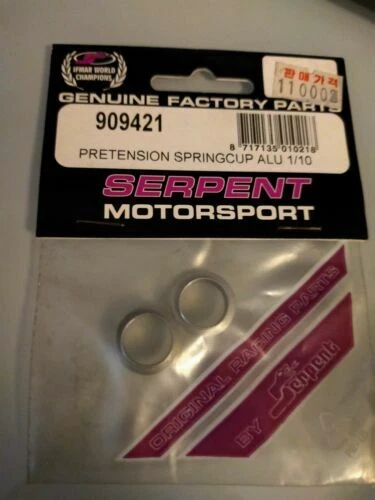 IFMAR WORLD
CHAMPIONS
판매가격
GENUINE FACTORY PARTS
909421
8 717135 010218
PRETENSION SPRINGCUP ALU 1/10
SERPENT
MOTORSPORT
ORIGINAL RACING PARTS
BY Serpent